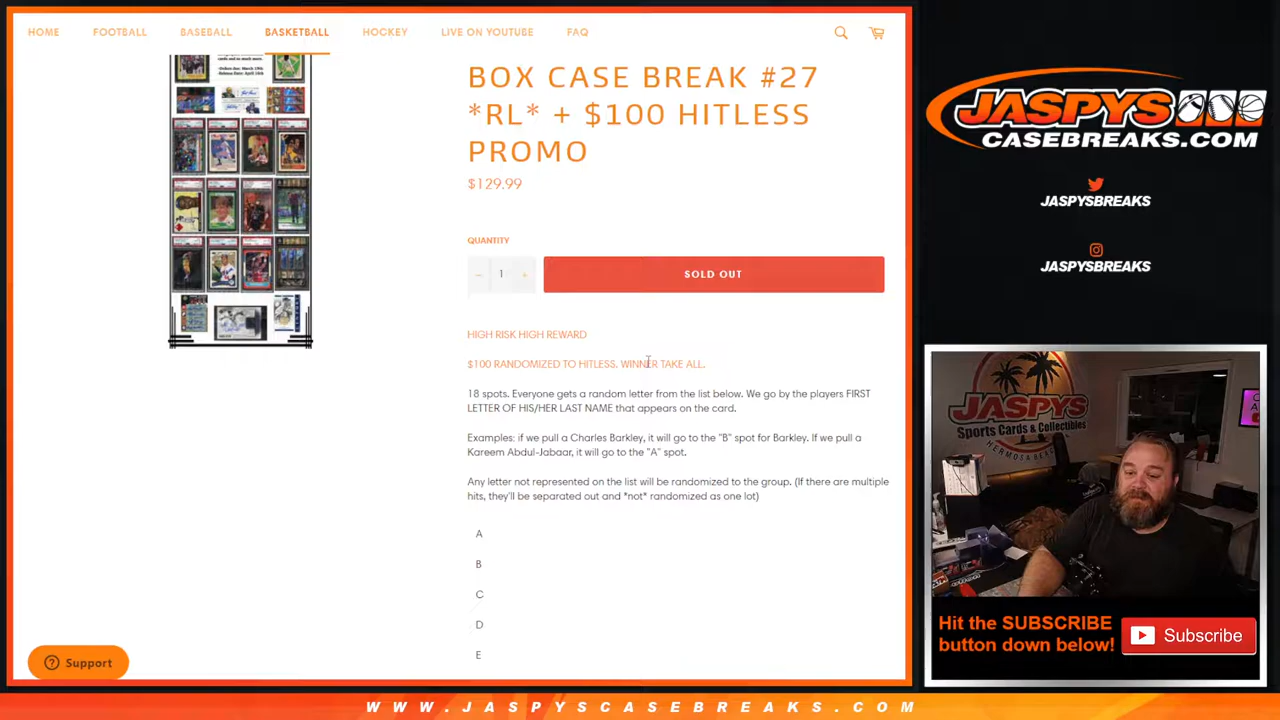 HOME FOOTBALL BASEBALL BASKETBALL HOCKEY LIVE ON YOUTUBE FAQ
BOX CASE BREAK #27
*RL* + $100 HITLESS
PROMO
$129.99
QUANTITY
− 1 + SOLD OUT
HIGH RISK HIGH REWARD
$100 RANDOMIZED TO HITLESS. WINNER TAKE ALL.
18 spots. Everyone gets a random letter from the list below. We go by the players FIRST
LETTER OF HIS/HER LAST NAME that appears on the card.
Examples: if we pull a Charles Barkley, it will go to the "B" spot for Barkley. If we pull a
Kareem Abdul-Jabaar, it will go to the "A" spot.
Any letter not represented on the list will be randomized to the group. (If there are multiple
hits, they'll be separated out and *not* randomized as one lot)
A
B
C
D
E
Support
JASPYS
CASEBREAKS.COM
JASPYSBREAKS
JASPYSBREAKS
JASPYS
Sports Cards & Collectibles
HERMOSA BEACH
Hit the SUBSCRIBE
button down below!
Subscribe
WWW.JASPYSCASEBREAKS.COM